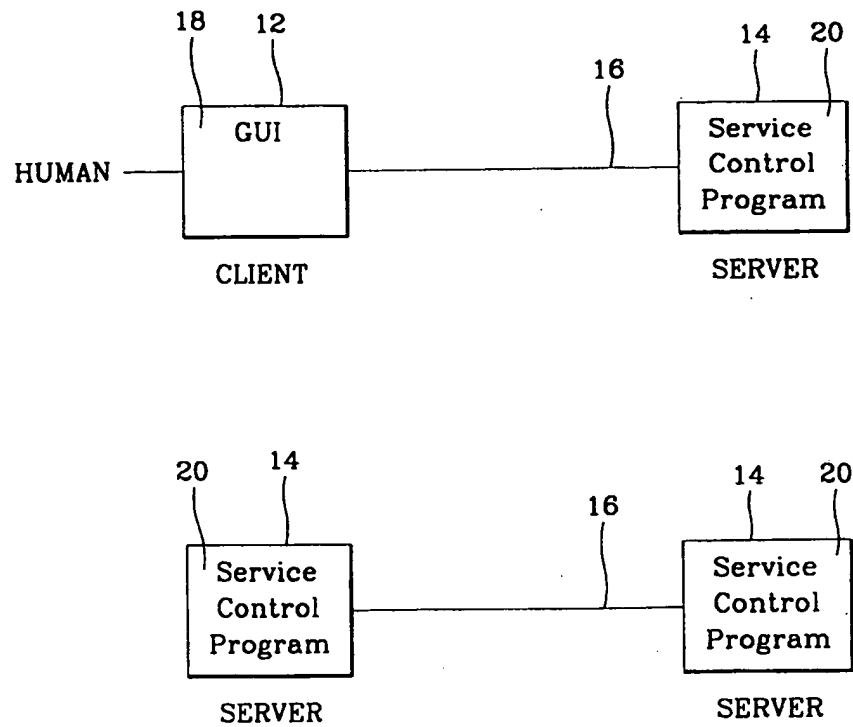 18 12 14 20
16
GUI
Service
Control
Program
HUMAN
CLIENT
SERVER
20 14 14 20
16
Service
Control
Program
Service
Control
Program
SERVER
SERVER